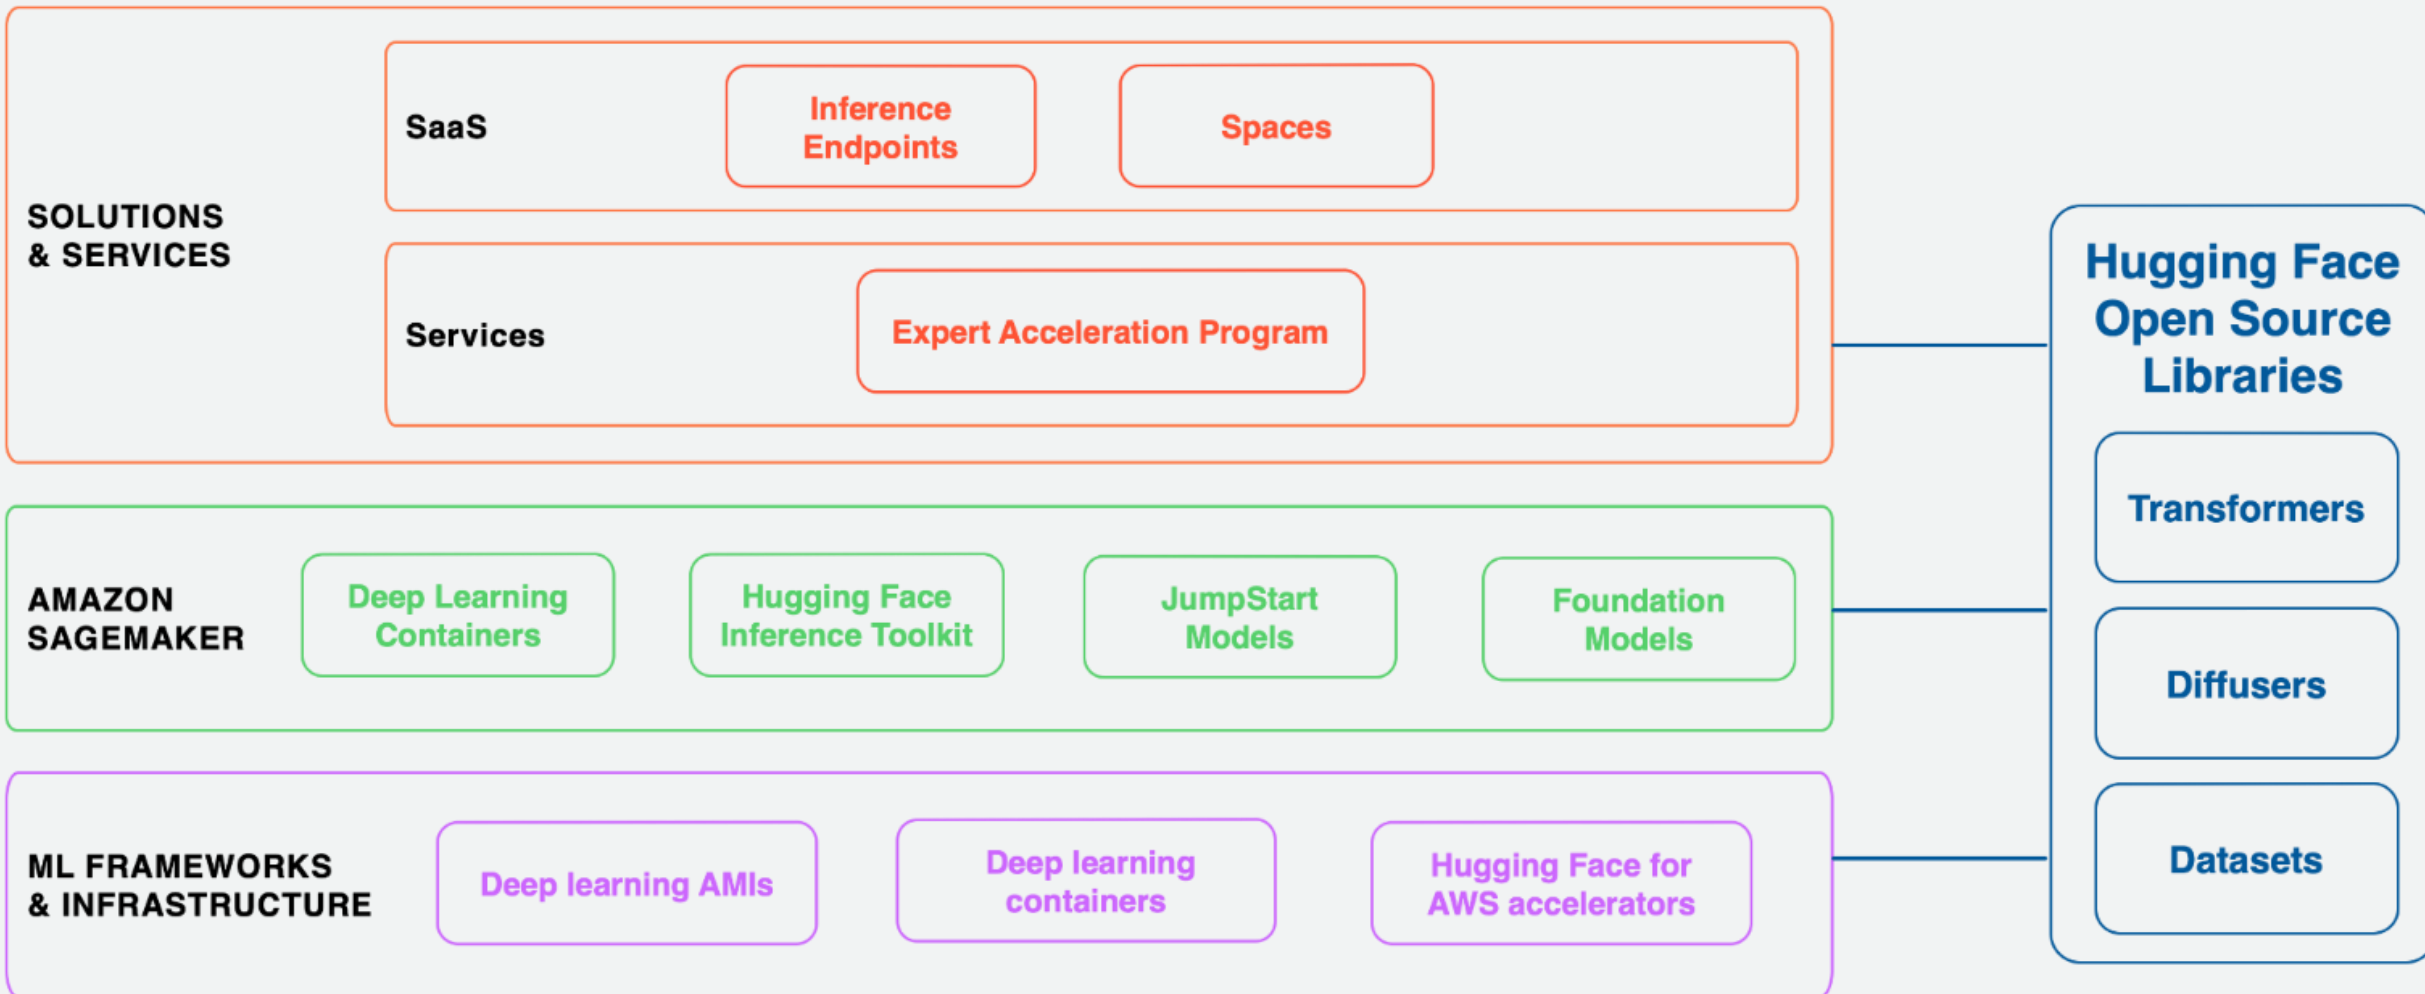 SOLUTIONS
& SERVICES
SaaS
Inference
Endpoints
Spaces
Services
Expert Acceleration Program
AMAZON
SAGEMAKER
Deep Learning
Containers
Hugging Face
Inference Toolkit
JumpStart
Models
Foundation
Models
ML FRAMEWORKS
& INFRASTRUCTURE
Deep learning AMIs
Deep learning
containers
Hugging Face for
AWS accelerators
Hugging Face
Open Source
Libraries
Transformers
Diffusers
Datasets